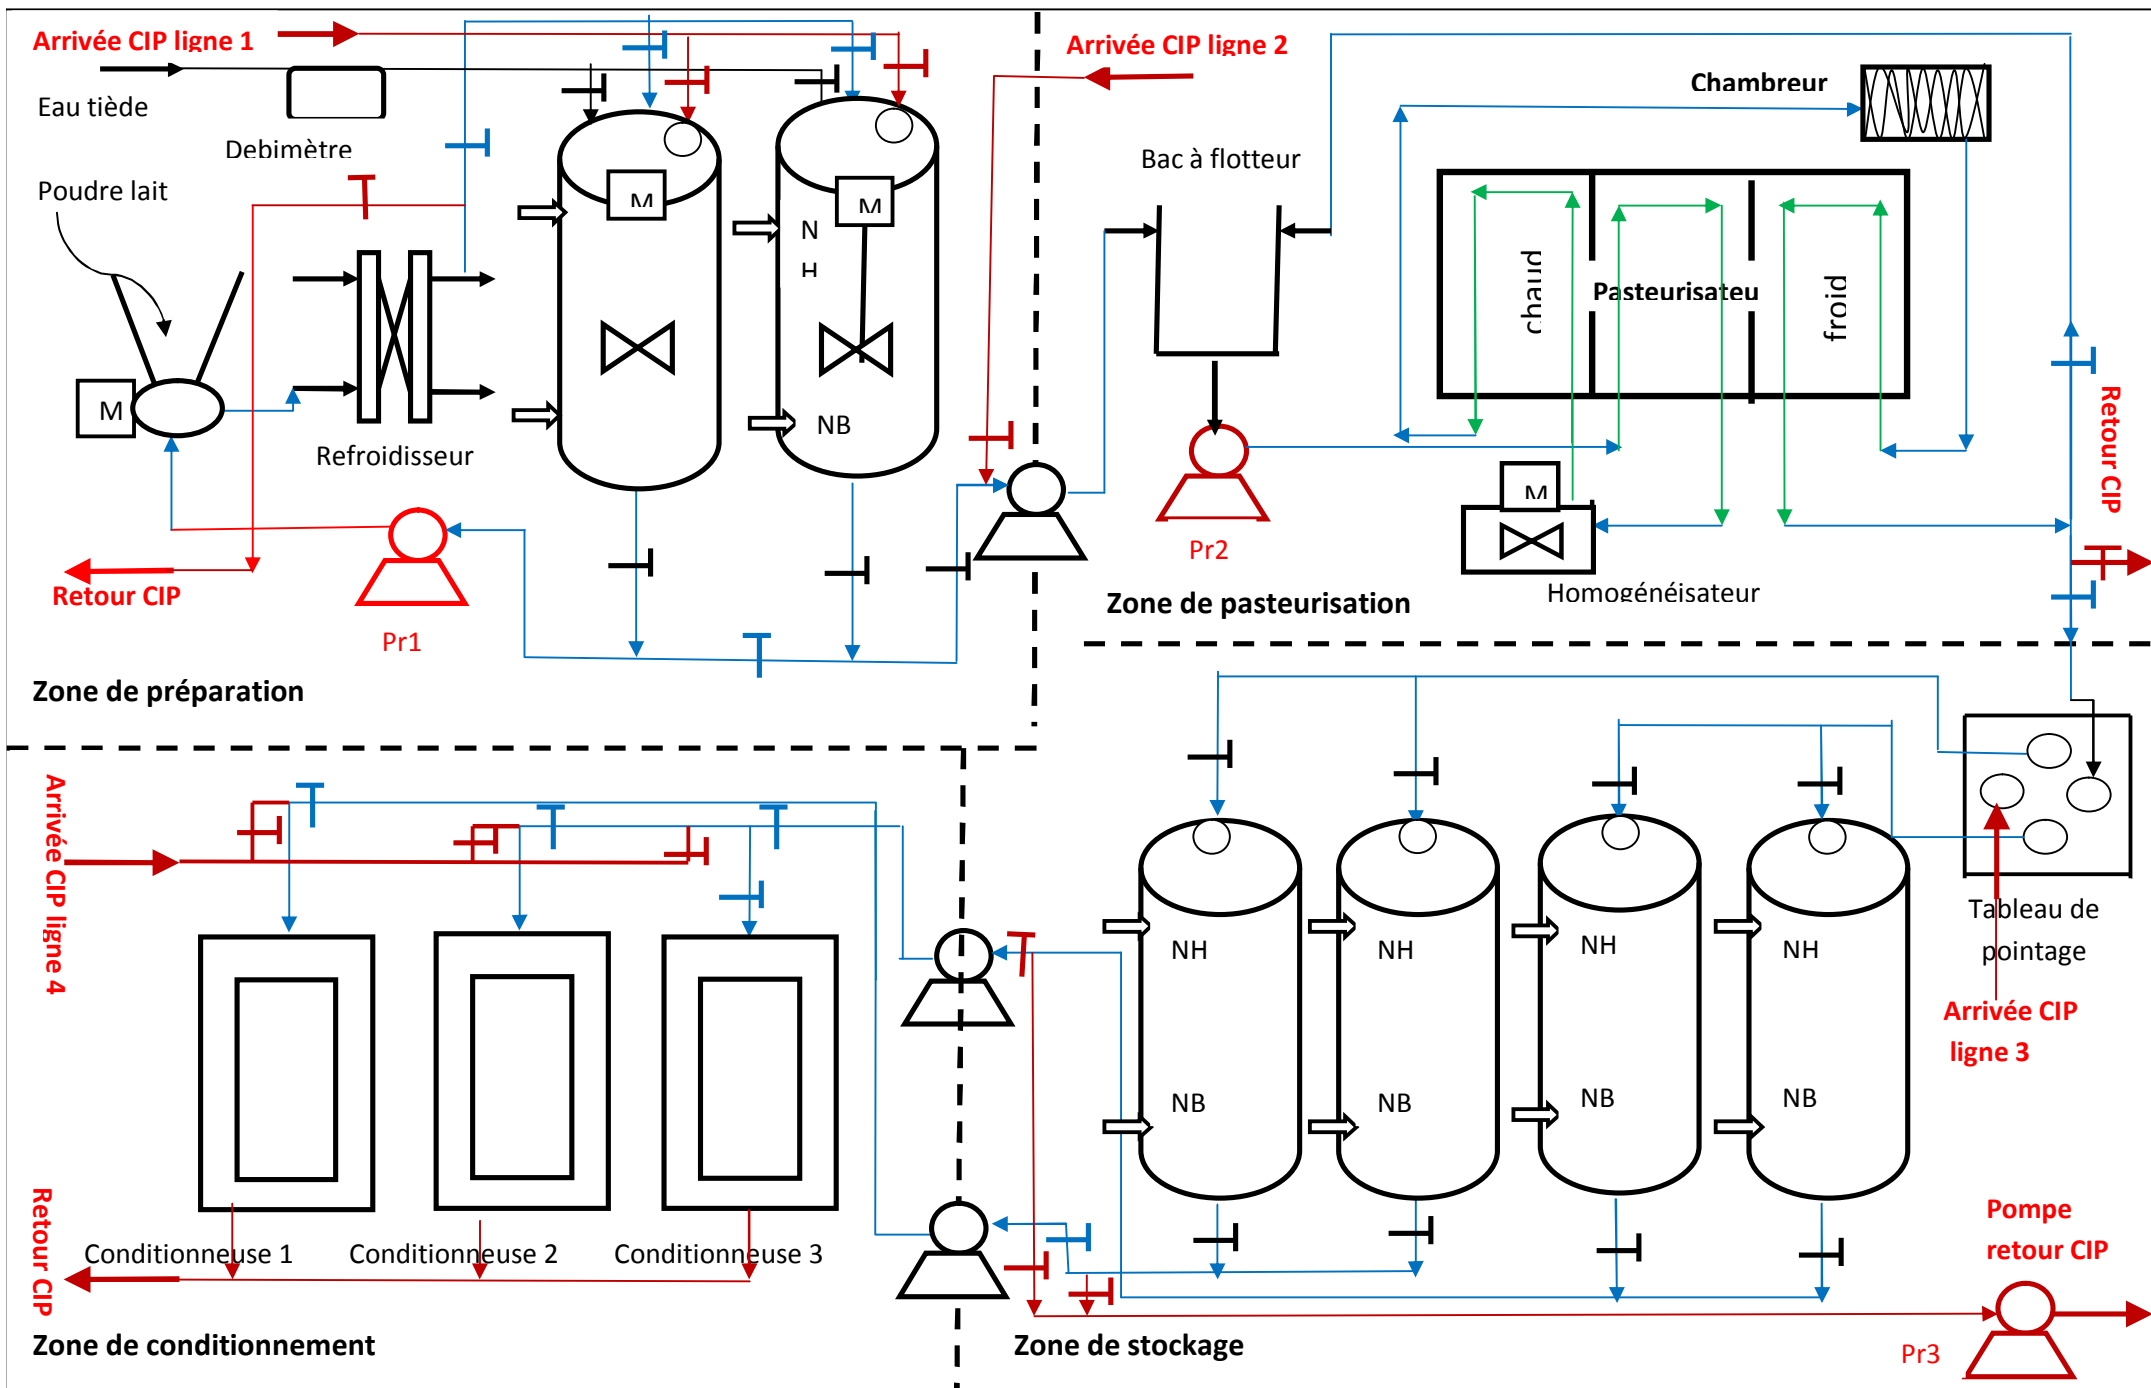 Arrivée CIP ligne 1
Eau tiède
Debimètre
Poudre lait
M
Refroidisseur
M
M
N
H
NB
Retour CIP
Pr1
Zone de préparation
Arrivée CIP ligne 2
Bac à flotteur
Chambreur
chaud
Pasteurisateu
froid
Pr2
M
Homogénéisateur
Retour CIP
Zone de pasteurisation
Arrivée CIP ligne 4
Conditionneuse 1
Conditionneuse 2
Conditionneuse 3
Retour CIP
Zone de conditionnement
NH
NH
NH
NH
NB
NB
NB
NB
Tableau de
pointage
Arrivée CIP
ligne 3
Pompe
retour CIP
Pr3
Zone de stockage